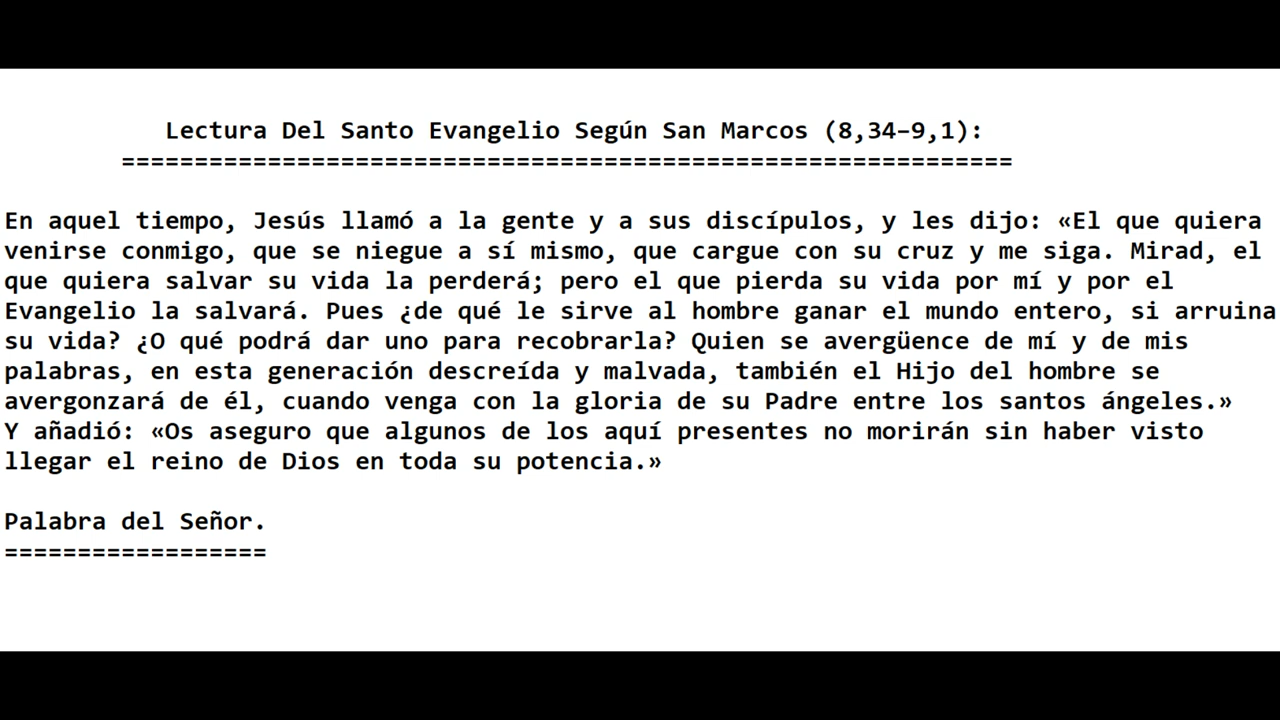 Lectura Del Santo Evangelio Según San Marcos (8,34–9,1):
=============================================================
En aquel tiempo, Jesús llamó a la gente y a sus discípulos, y les dijo: «El que quiera
venirse conmigo, que se niegue a sí mismo, que cargue con su cruz y me siga. Mirad, el
que quiera salvar su vida la perderá; pero el que pierda su vida por mí y por el
Evangelio la salvará. Pues ¿de qué le sirve al hombre ganar el mundo entero, si arruina
su vida? ¿O qué podrá dar uno para recobrarla? Quien se avergüence de mí y de mis
palabras, en esta generación descreída y malvada, también el Hijo del hombre se
avergonzará de él, cuando venga con la gloria de su Padre entre los santos ángeles.»
Y añadió: «Os aseguro que algunos de los aquí presentes no morirán sin haber visto
llegar el reino de Dios en toda su potencia.»
Palabra del Señor.
==================